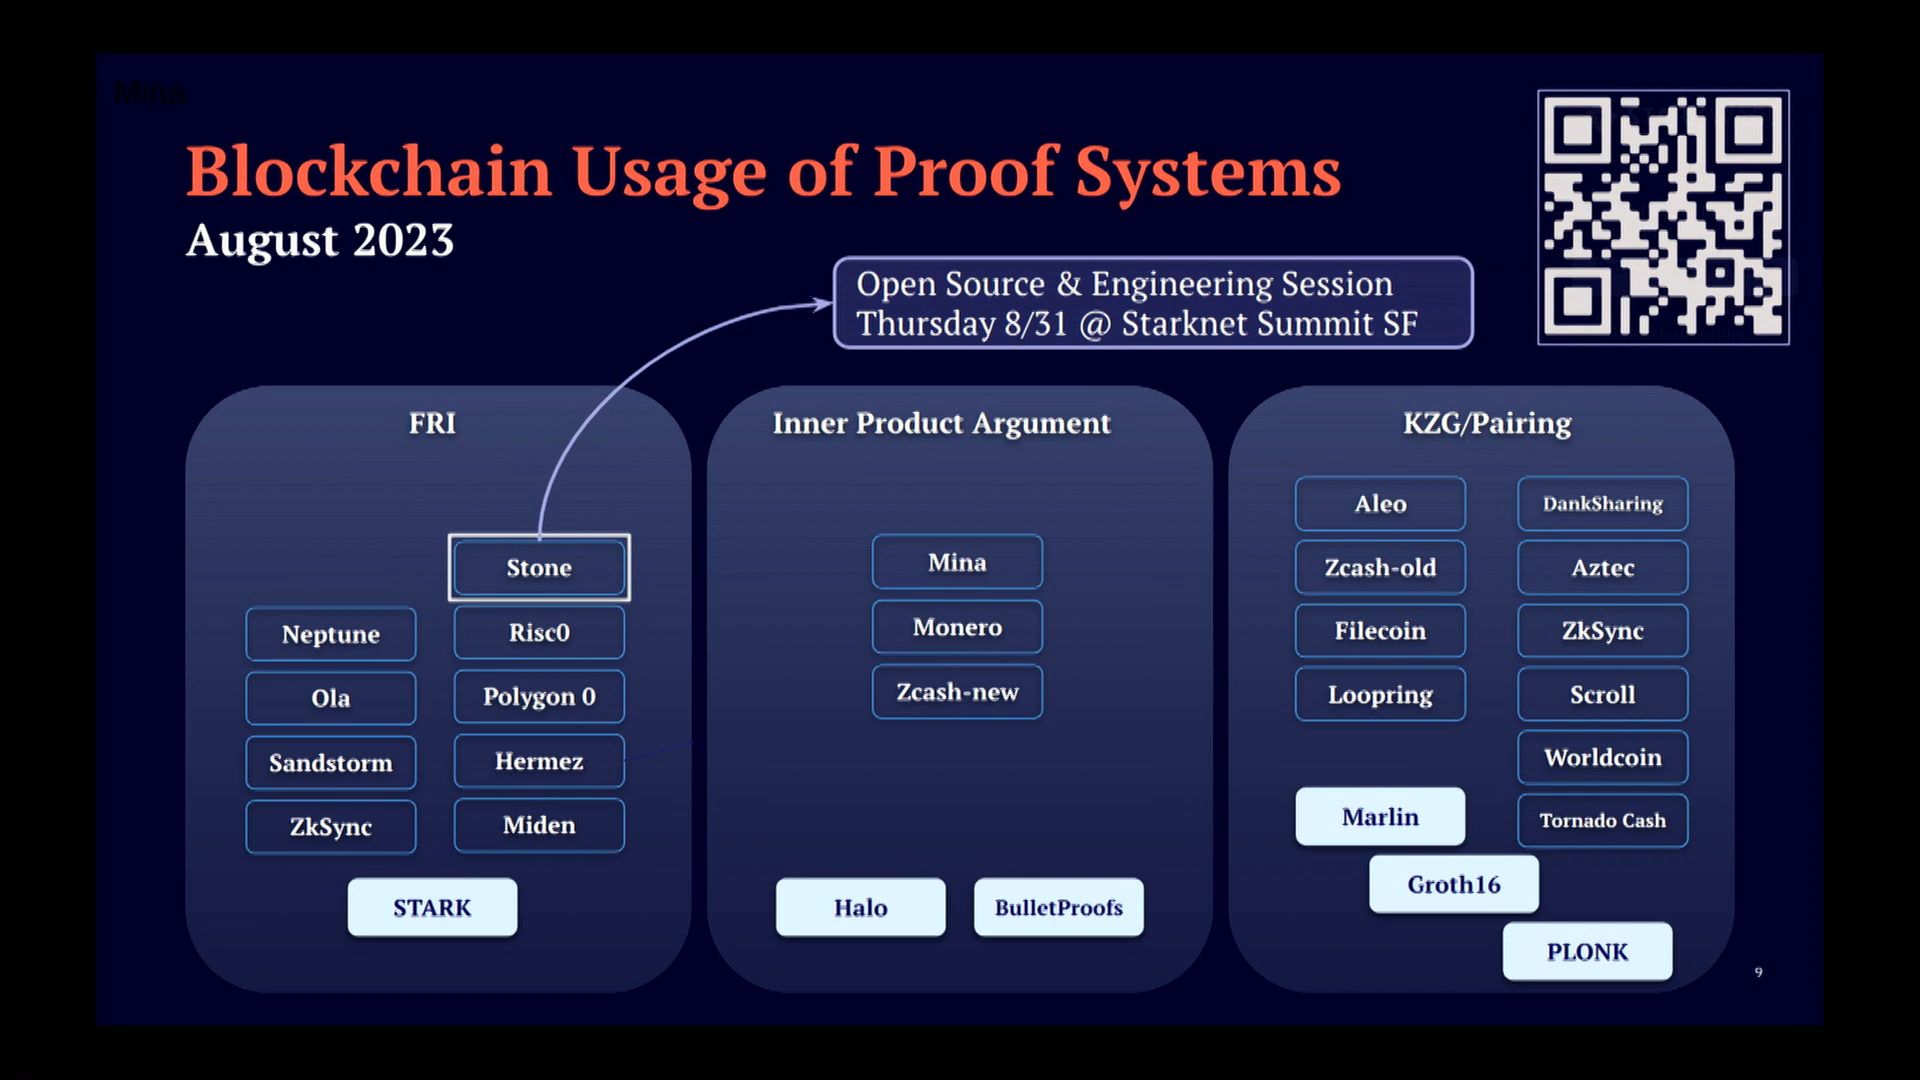 Mina
Blockchain Usage of Proof Systems
August 2023
Open Source & Engineering Session
Thursday 8/31 @ Starknet Summit SF
FRI
Stone
Neptune
Risc0
Ola
Polygon 0
Sandstorm
Hermez
ZkSync
Miden
STARK
Inner Product Argument
Mina
Monero
Zcash-new
Halo
BulletProofs
KZG/Pairing
Aleo
DankSharing
Zcash-old
Aztec
Filecoin
ZkSync
Loopring
Scroll
Worldcoin
Marlin
Tornado Cash
Groth16
PLONK
9